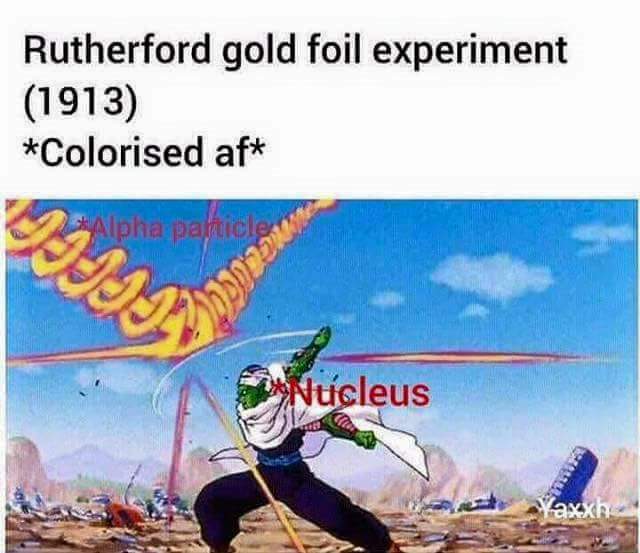 Rutherford gold foil experiment
(1913)
*Colorised af*
*Alpha particle
*Nucleus
Yaxxh